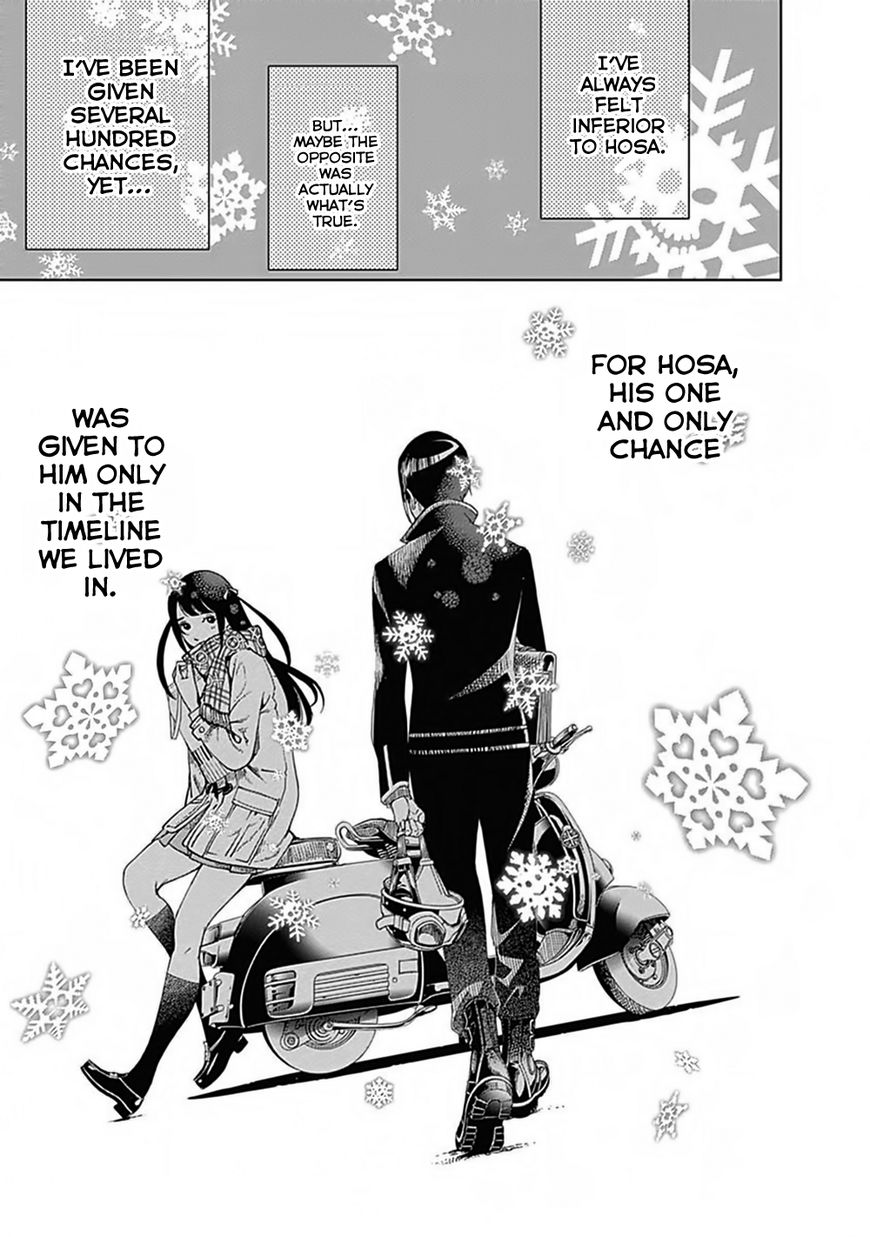 I'VE
ALWAYS
FELT
INFERIOR
TO HOSA.
BUT...
MAYBE THE
OPPOSITE
WAS
ACTUALLY
WHAT'S
TRUE.
I'VE BEEN
GIVEN
SEVERAL
HUNDRED
CHANCES,
YET...
FOR HOSA,
HIS ONE
AND ONLY
CHANCE
WAS
GIVEN TO
HIM ONLY
IN THE
TIMELINE
WE LIVED
IN.